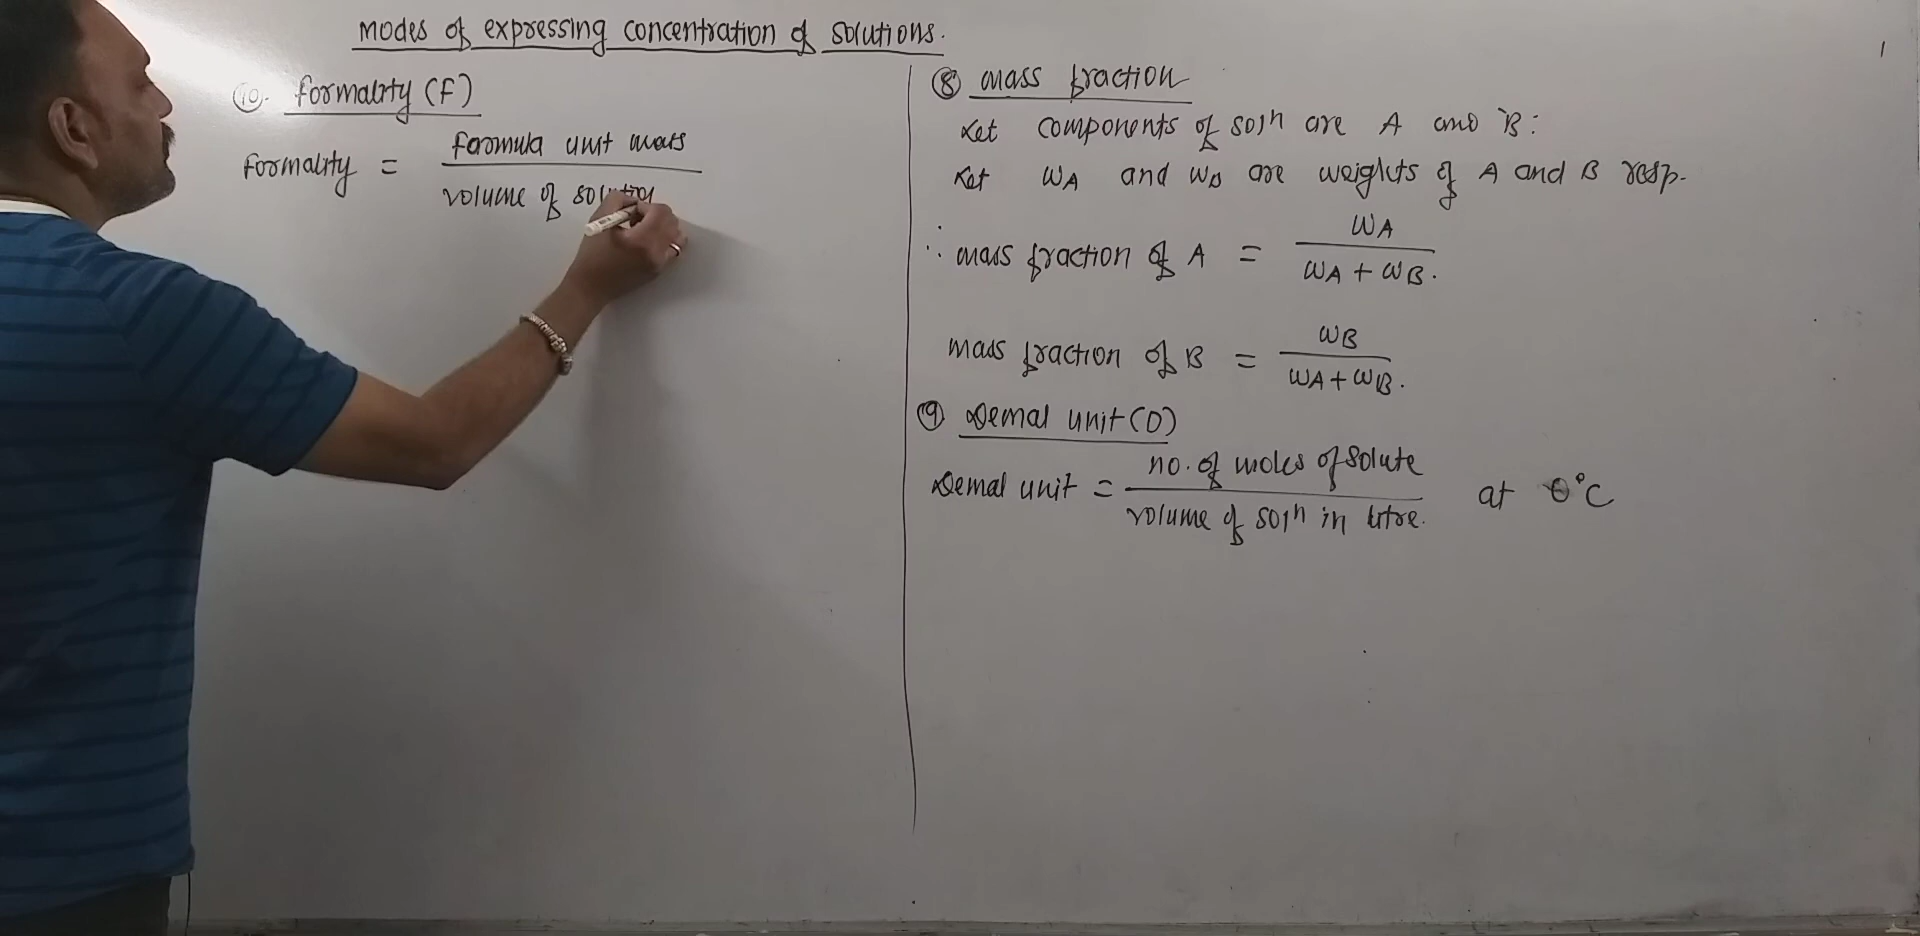 Modes of expressing concentration of solutions.
⑩. Formality (F)
Formality = Formula unit mass / volume of solution
⑧ Mass fraction
Let components of soln are A and B:
Let WA and WB are weights of A and B resp.
∴ mass fraction of A = WA / WA + WB.
Mass fraction of B = WB / WA + WB.
⑨ Demal unit (D)
Demal unit = no. of moles of solute / volume of soln in litre. at 0°C